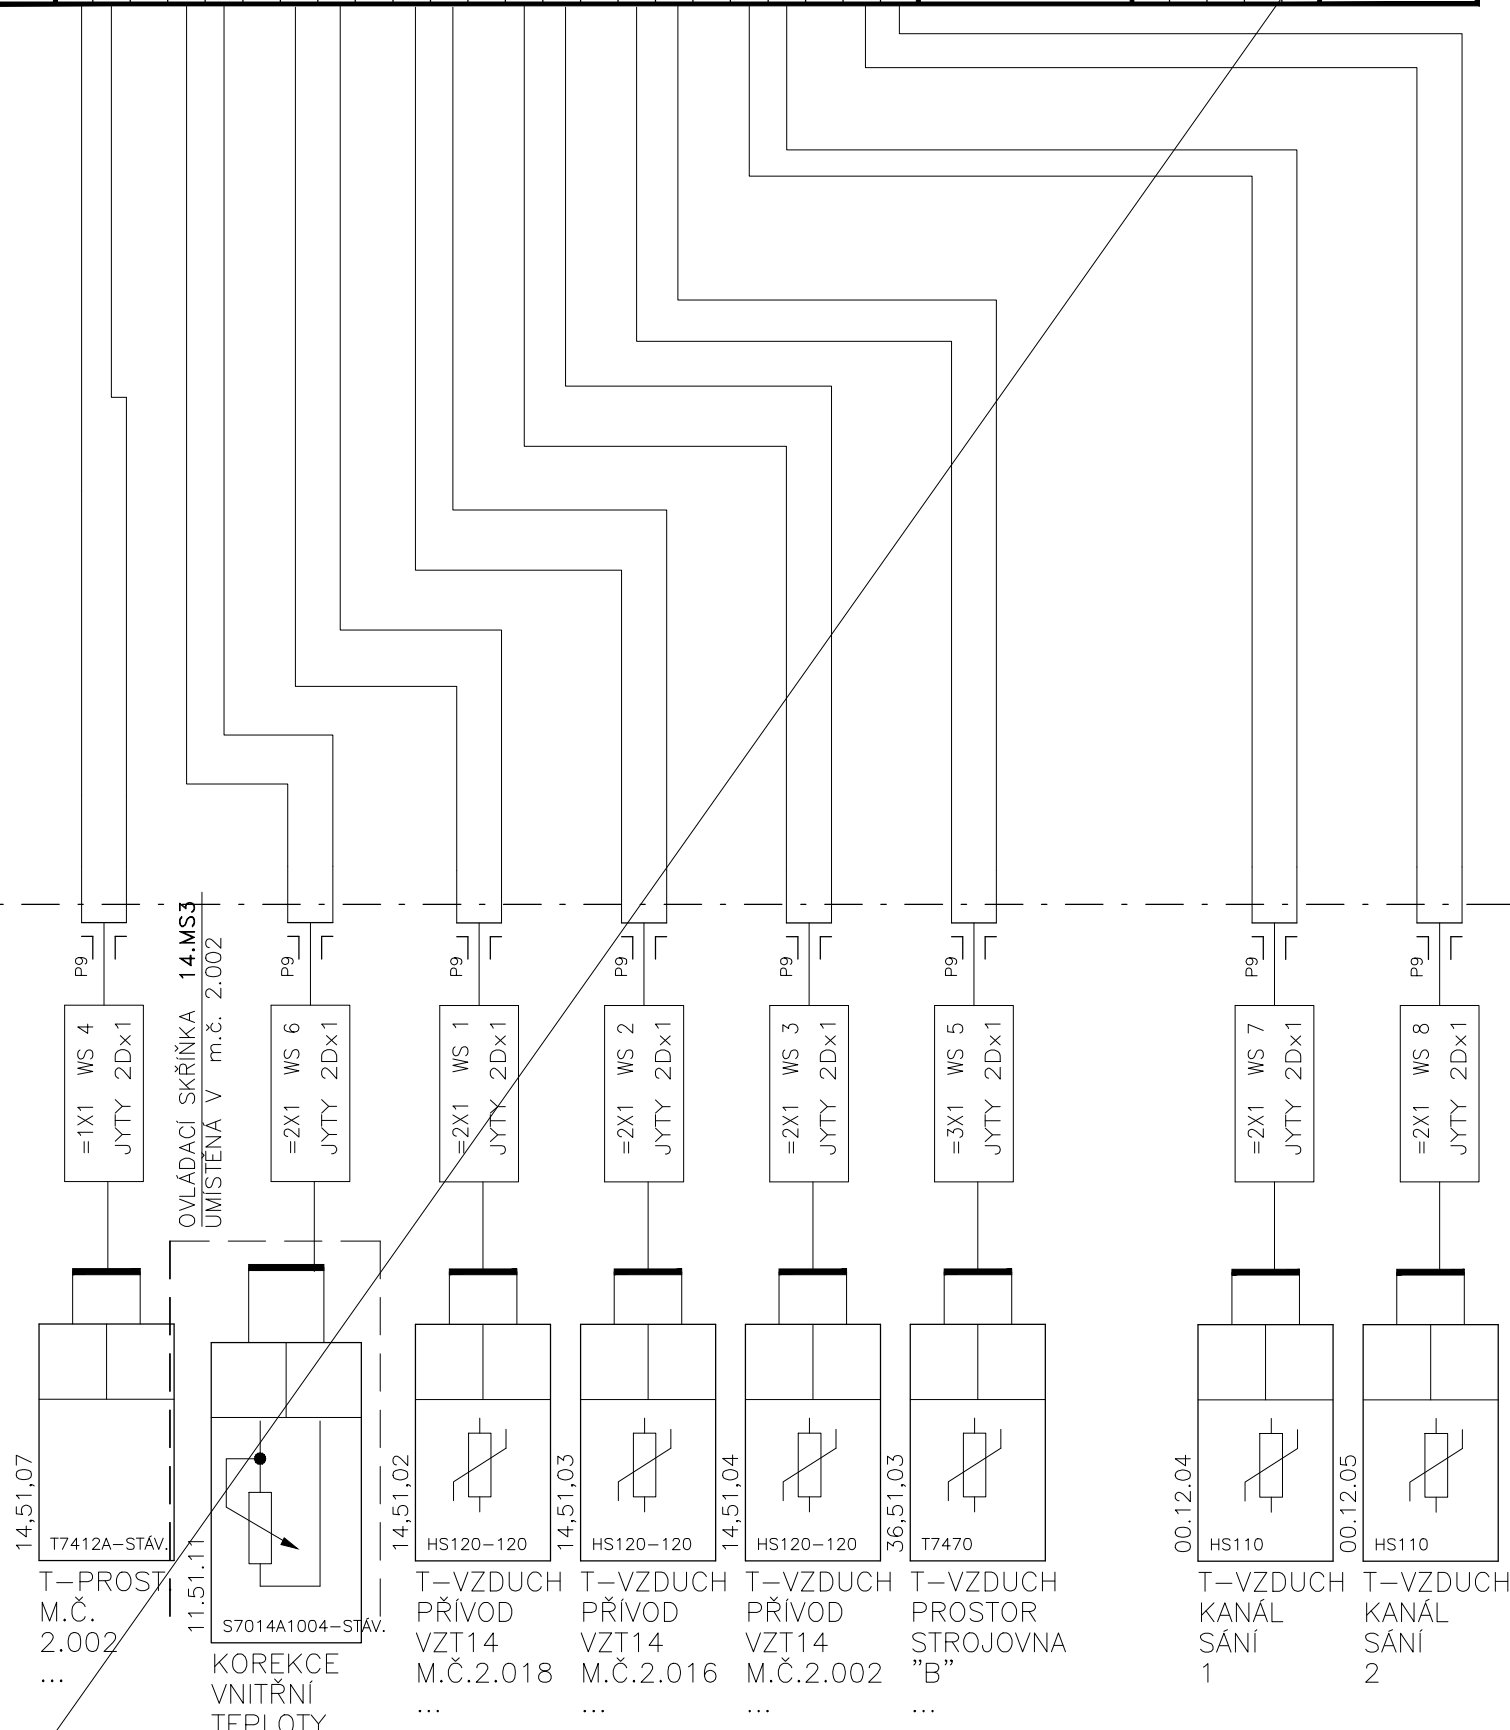 P9
P9
P9
P9
P9
P9
P9
P9
=1X1 WS 4
JYTY 2Dx1
OVLÁDACÍ SKŘÍŇKA 14.MS3
UMÍSTĚNÁ V m.č. 2.002
=2X1 WS 6
JYTY 2Dx1
=2X1 WS 1
JYTY 2Dx1
=2X1 WS 2
JYTY 2Dx1
=2X1 WS 3
JYTY 2Dx1
=3X1 WS 5
JYTY 2Dx1
=2X1 WS 7
JYTY 2Dx1
=2X1 WS 8
JYTY 2Dx1
14,51,07
T7412A-STÁV.
T-PROST
M.Č.
2.002
...
11.51.11
S7014A1004-STÁV.
KOREKCE
VNITŘNÍ
TEPLOTY
14,51,02
HS120-120
T-VZDUCH
PŘÍVOD
VZT14
M.Č.2.018
...
14,51,03
HS120-120
T-VZDUCH
PŘÍVOD
VZT14
M.Č.2.016
...
14,51,04
HS120-120
T-VZDUCH
PŘÍVOD
VZT14
M.Č.2.002
...
36,51,03
T7470
T-VZDUCH
PROSTOR
STROJOVNA
"B"
...
00.12.04
HS110
T-VZDUCH
KANÁL
SÁNÍ
1
00.12.05
HS110
T-VZDUCH
KANÁL
SÁNÍ
2